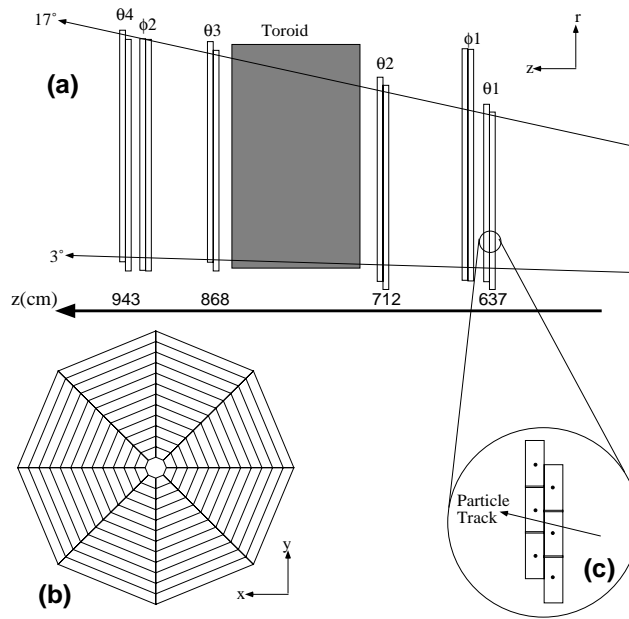 17° θ4 ϕ2 θ3 Toroid ϕ1 r
z
θ2
θ1
(a)
3°
z(cm) 943 868 712 637
Particle
Track
(c)
y
x
(b)